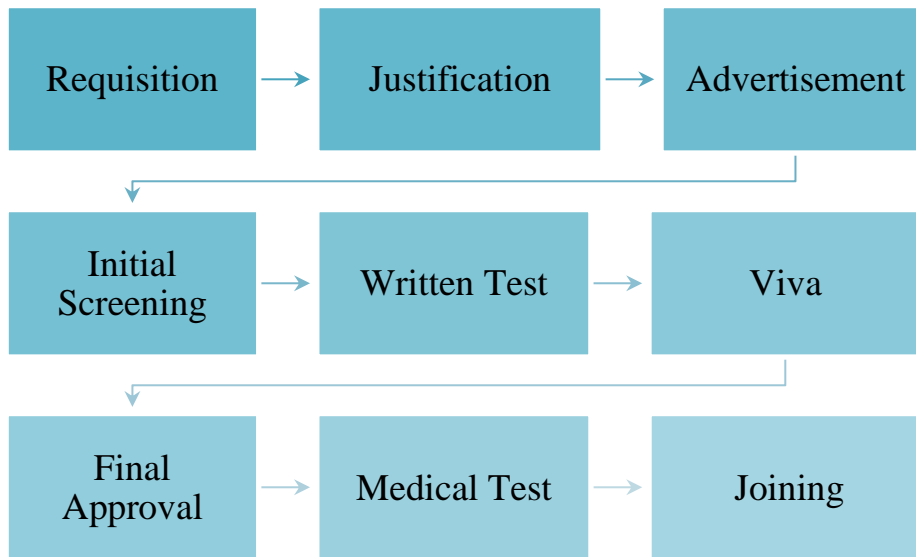 Requisition
Justification
Advertisement
Initial
Screening
Written Test
Viva
Final
Approval
Medical Test
Joining